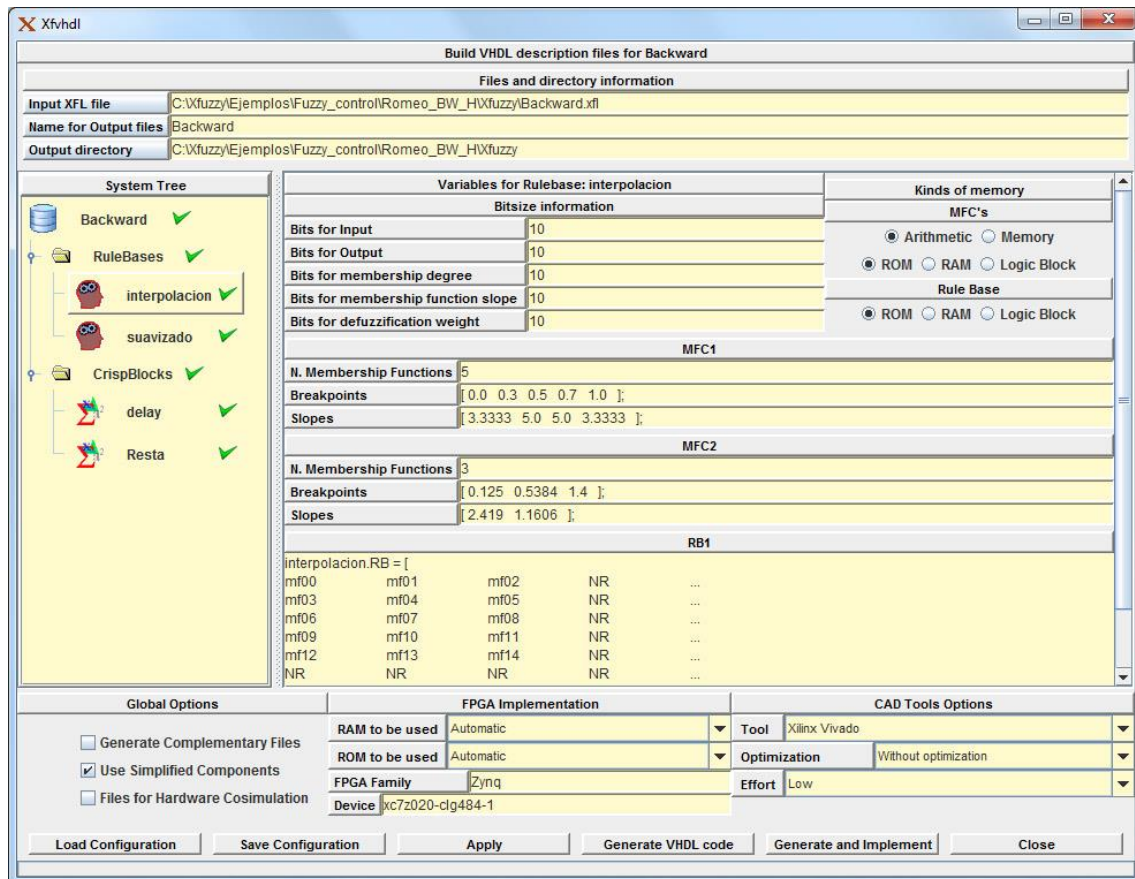 Xfvhdl
Build VHDL description files for Backward
Files and directory information
Input XFL file C:\Xfuzzy\Ejemplos\Fuzzy_control\Romeo_BW_H\Xfuzzy\Backward.xfl
Name for Output files Backward
Output directory C:\Xfuzzy\Ejemplos\Fuzzy_control\Romeo_BW_H\Xfuzzy
System Tree
Backward
RuleBases
interpolacion
suavizado
CrispBlocks
delay
Resta
Variables for Rulebase: interpolacion
Bitsize information
Bits for Input 10
Bits for Output 10
Bits for membership degree 10
Bits for membership function slope 10
Bits for defuzzification weight 10
Kinds of memory
MFC's
Arithmetic Memory
ROM RAM Logic Block
Rule Base
ROM RAM Logic Block
MFC1
N. Membership Functions 5
Breakpoints [ 0.0 0.3 0.5 0.7 1.0 ];
Slopes [ 3.3333 5.0 5.0 3.3333 ];
MFC2
N. Membership Functions 3
Breakpoints [ 0.125 0.5384 1.4 ];
Slopes [ 2.419 1.1606 ];
RB1
interpolacion.RB = [
mf00 mf01 mf02 NR ...
mf03 mf04 mf05 NR ...
mf06 mf07 mf08 NR ...
mf09 mf10 mf11 NR ...
mf12 mf13 mf14 NR ...
NR NR NR NR ...
Global Options
Generate Complementary Files
Use Simplified Components
Files for Hardware Cosimulation
FPGA Implementation
RAM to be used Automatic
ROM to be used Automatic
FPGA Family Zynq
Device xc7z020-clg484-1
CAD Tools Options
Tool Xilinx Vivado
Optimization Without optimization
Effort Low
Load Configuration Save Configuration Apply Generate VHDL code Generate and Implement Close